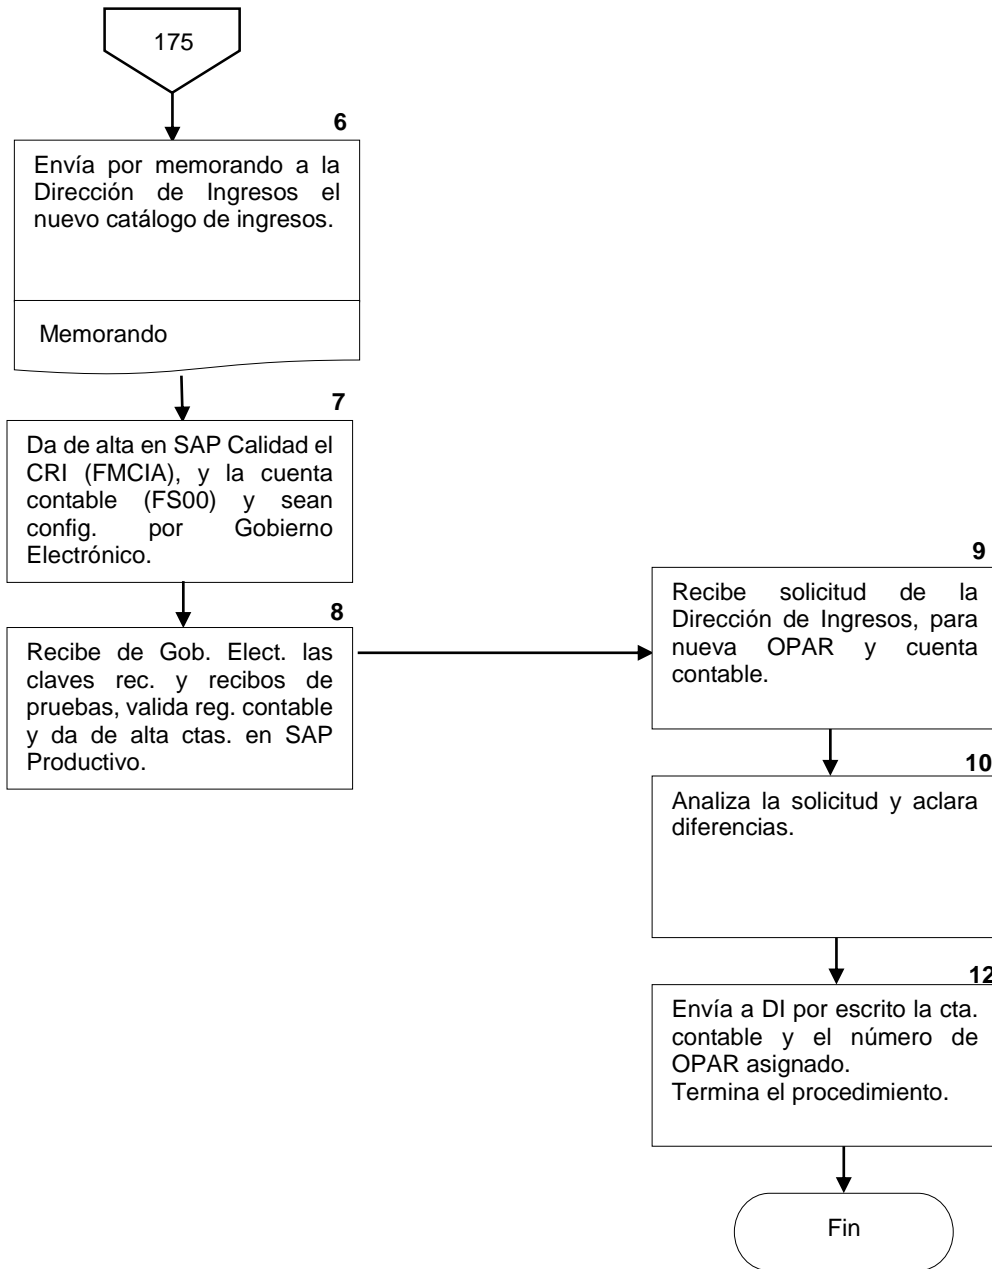 175
6
Envía por memorando a la
Dirección de Ingresos el
nuevo catálogo de ingresos.
Memorando
7
Da de alta en SAP Calidad el
CRI (FMCIA), y la cuenta
contable (FS00) y sean
config. por Gobierno
Electrónico.
8
Recibe de Gob. Elect. las
claves rec. y recibos de
pruebas, valida reg. contable
y da de alta ctas. en SAP
Productivo.
9
Recibe solicitud de la
Dirección de Ingresos, para
nueva OPAR y cuenta
contable.
10
Analiza la solicitud y aclara
diferencias.
12
Envía a DI por escrito la cta.
contable y el número de
OPAR asignado.
Termina el procedimiento.
Fin